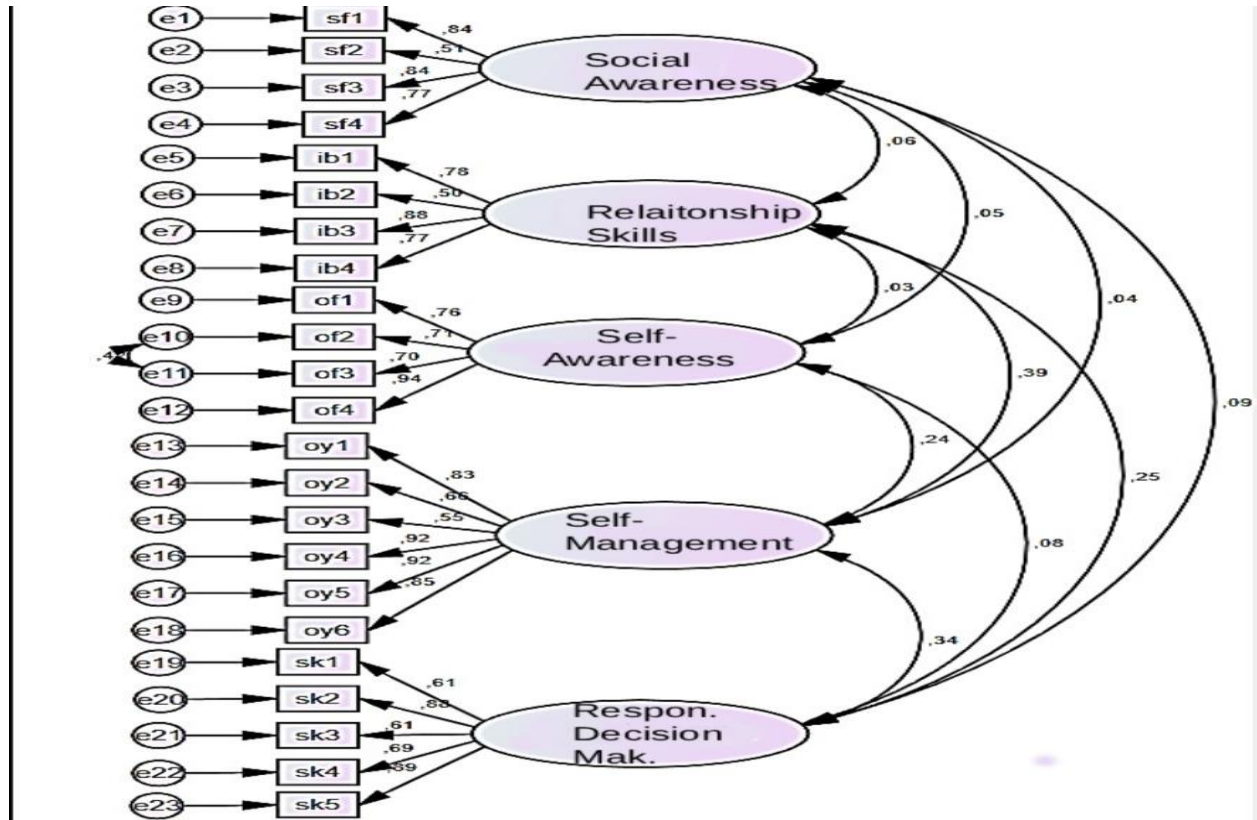 e1 sf1 ,84
e2 sf2 ,51
e3 sf3 ,84
e4 sf4 ,77
Social
Awareness
e5 ib1 ,78
e6 ib2 ,50
e7 ib3 ,88
e8 ib4 ,77
Relaitonship
Skills
e9 of1 ,76
e10 of2 ,71
e11 of3 ,70
e12 of4 ,94
Self-
Awareness
e13 oy1 ,83
e14 oy2 ,66
e15 oy3 ,55
e16 oy4 ,92
e17 oy5 ,92
e18 oy6 ,85
Self-
Management
e19 sk1 ,61
e20 sk2 ,88
e21 sk3 ,61
e22 sk4 ,69
e23 sk5 ,89
Respon.
Decision
Mak.
,06
,05
,04
,03
,39
,09
,24
,25
,08
,34